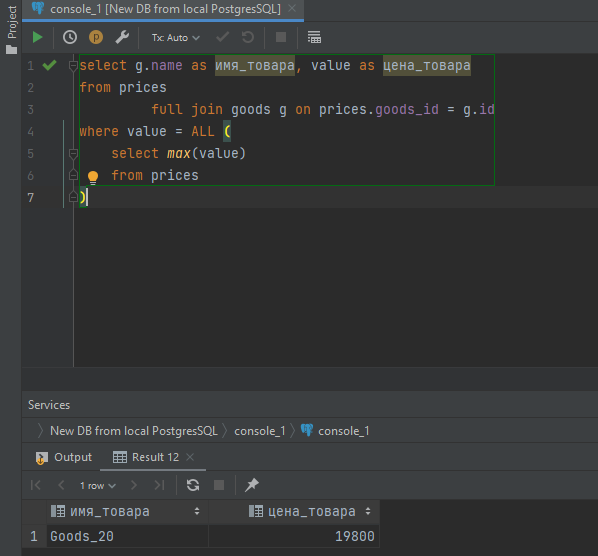 Project
console_1 [New DB from local PostgresSQL]
Tx: Auto
1 select g.name as имя_товара, value as цена_товара
2 from prices
3 full join goods g on prices.goods_id = g.id
4 where value = ALL (
5 select max(value)
6 from prices
7 )
Services
New DB from local PostgresSQL console_1 console_1
Output Result 12
1 row
имя_товара цена_товара
1 Goods_20 19800